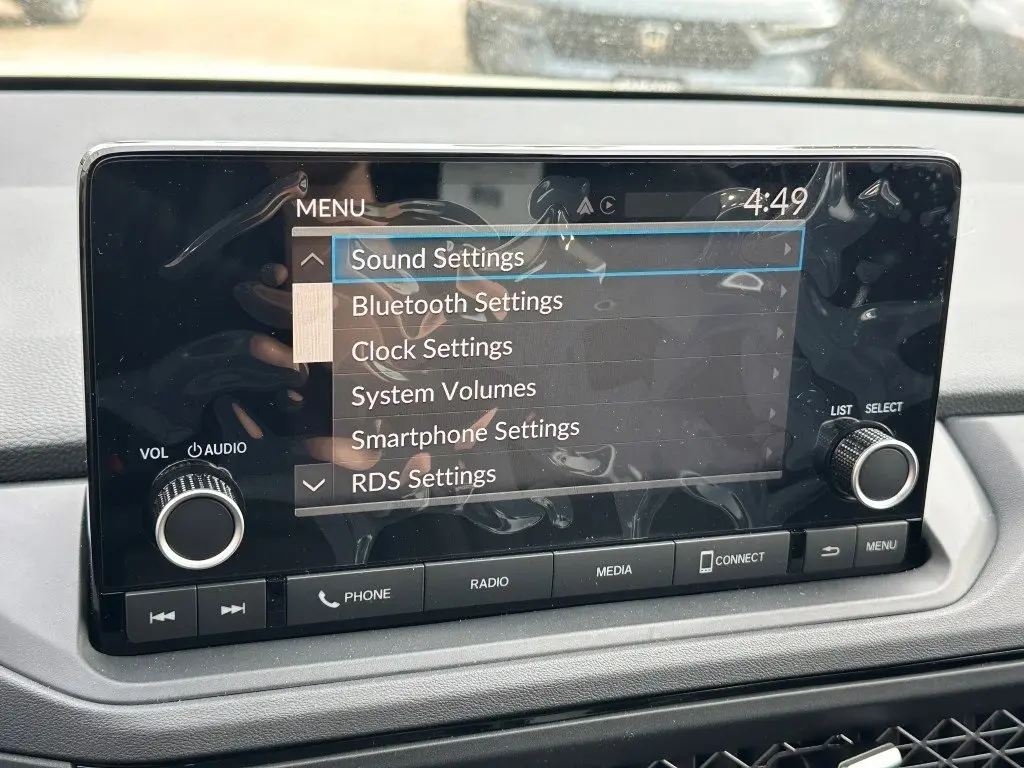 MENU
4:49
Sound Settings
Bluetooth Settings
Clock Settings
System Volumes
Smartphone Settings
RDS Settings
VOL AUDIO
LIST SELECT
PHONE
RADIO
MEDIA
CONNECT
MENU